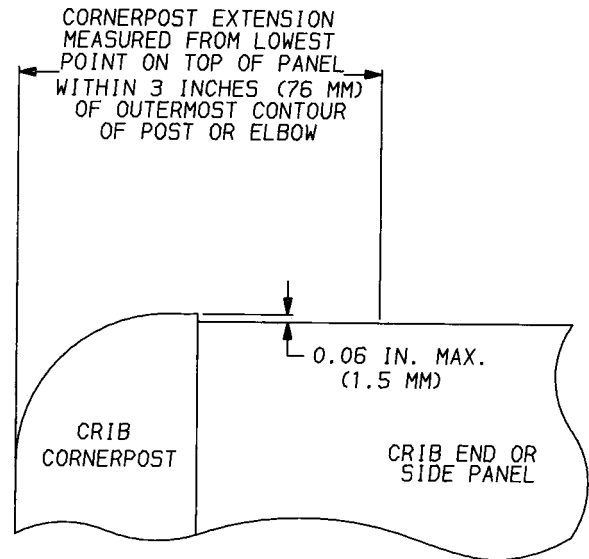 CORNERPOST EXTENSION
MEASURED FROM LOWEST
POINT ON TOP OF PANEL
WITHIN 3 INCHES (76 MM)
OF OUTERMOST CONTOUR
OF POST OR ELBOW
0.06 IN. MAX.
(1.5 MM)
CRIB
CORNERPOST
CRIB END OR
SIDE PANEL